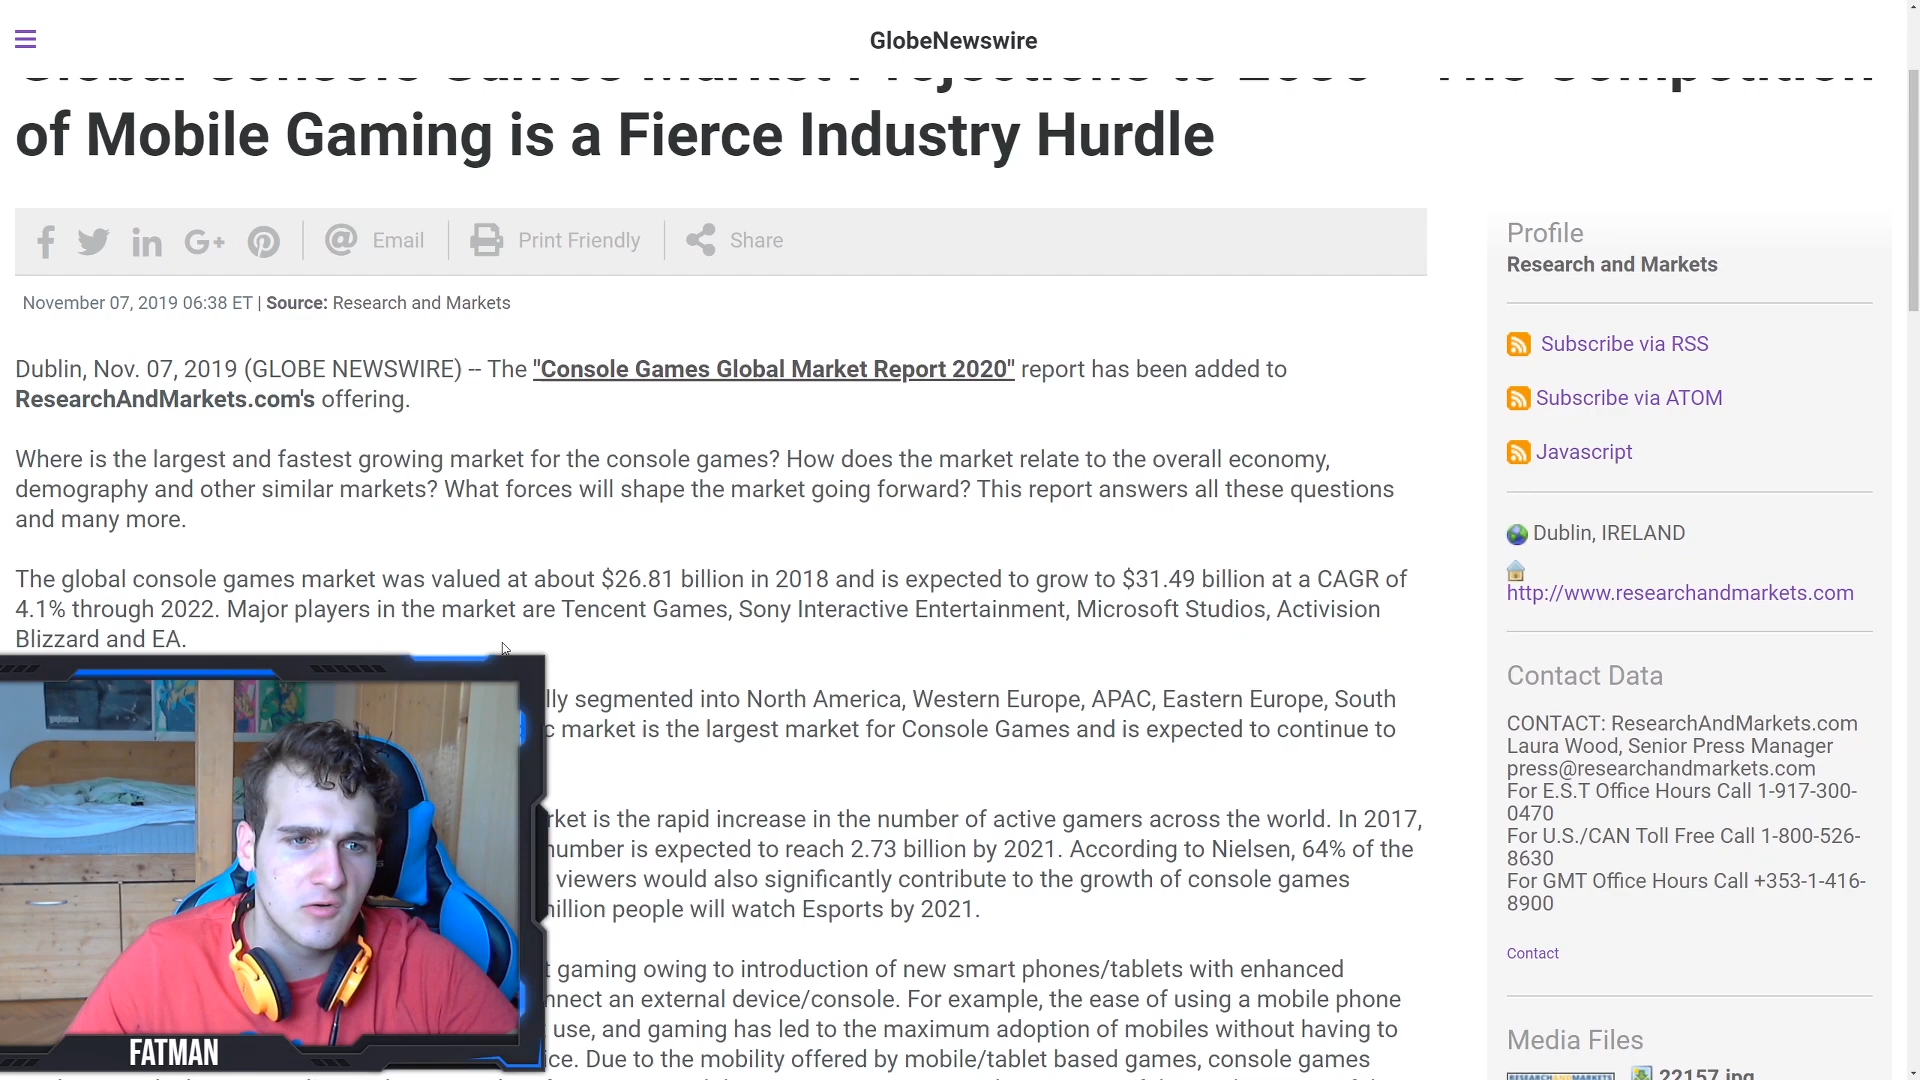 GlobeNewswire
Global Console Games Market Projections to 2030 - The Competition
of Mobile Gaming is a Fierce Industry Hurdle
Email
Print Friendly
Share
November 07, 2019 06:38 ET | Source: Research and Markets
Dublin, Nov. 07, 2019 (GLOBE NEWSWIRE) -- The "Console Games Global Market Report 2020" report has been added to
ResearchAndMarkets.com's offering.
Where is the largest and fastest growing market for the console games? How does the market relate to the overall economy,
demography and other similar markets? What forces will shape the market going forward? This report answers all these questions
and many more.
The global console games market was valued at about $26.81 billion in 2018 and is expected to grow to $31.49 billion at a CAGR of
4.1% through 2022. Major players in the market are Tencent Games, Sony Interactive Entertainment, Microsoft Studios, Activision
Blizzard and EA.
lly segmented into North America, Western Europe, APAC, Eastern Europe, South
c market is the largest market for Console Games and is expected to continue to
rket is the rapid increase in the number of active gamers across the world. In 2017,
number is expected to reach 2.73 billion by 2021. According to Nielsen, 64% of the
viewers would also significantly contribute to the growth of console games
million people will watch Esports by 2021.
t gaming owing to introduction of new smart phones/tablets with enhanced
nnect an external device/console. For example, the ease of using a mobile phone
use, and gaming has led to the maximum adoption of mobiles without having to
ice. Due to the mobility offered by mobile/tablet based games, console games
FATMAN
Profile
Research and Markets
Subscribe via RSS
Subscribe via ATOM
Javascript
Dublin, IRELAND
http://www.researchandmarkets.com
Contact Data
CONTACT: ResearchAndMarkets.com
Laura Wood, Senior Press Manager
press@researchandmarkets.com
For E.S.T Office Hours Call 1-917-300-
0470
For U.S./CAN Toll Free Call 1-800-526-
8630
For GMT Office Hours Call +353-1-416-
8900
Contact
Media Files
22157.jpg